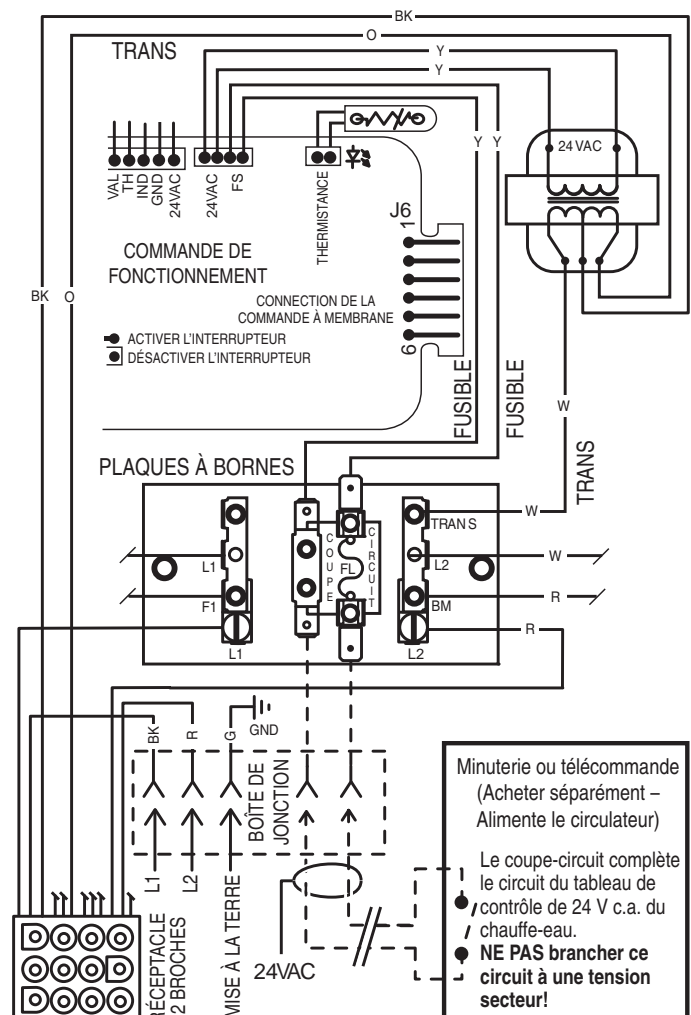 BK
O
TRANS
Y
Y
Y Y
24 VAC
VAL
TH
IND
GND
24VAC
24VAC
FS
THERMISTANCE
J6
1
COMMANDE DE
FONCTIONNEMENT
CONNECTION DE LA
COMMANDE À MEMBRANE
BK O
ACTIVER L'INTERRUPTEUR
DÉSACTIVER L'INTERRUPTEUR
6
FUSIBLE
FUSIBLE
W
TRANS
PLAQUES À BORNES
TRANS
W
COUPE
CIRCUIT
FL
L1
L2
W
F1
BM
R
L1
L2
R
BK
R
G
GND
BOÎTE DE
JONCTION
L1
L2
MISE À LA TERRE
24VAC
RÉCEPTACLE
2 BROCHES
Minuterie ou télécommande
(Acheter séparément –
Alimente le circulateur)
Le coupe-circuit complète
le circuit du tableau de
contrôle de 24 V c.a. du
chauffe-eau.
NE PAS brancher ce
circuit à une tension
secteur!